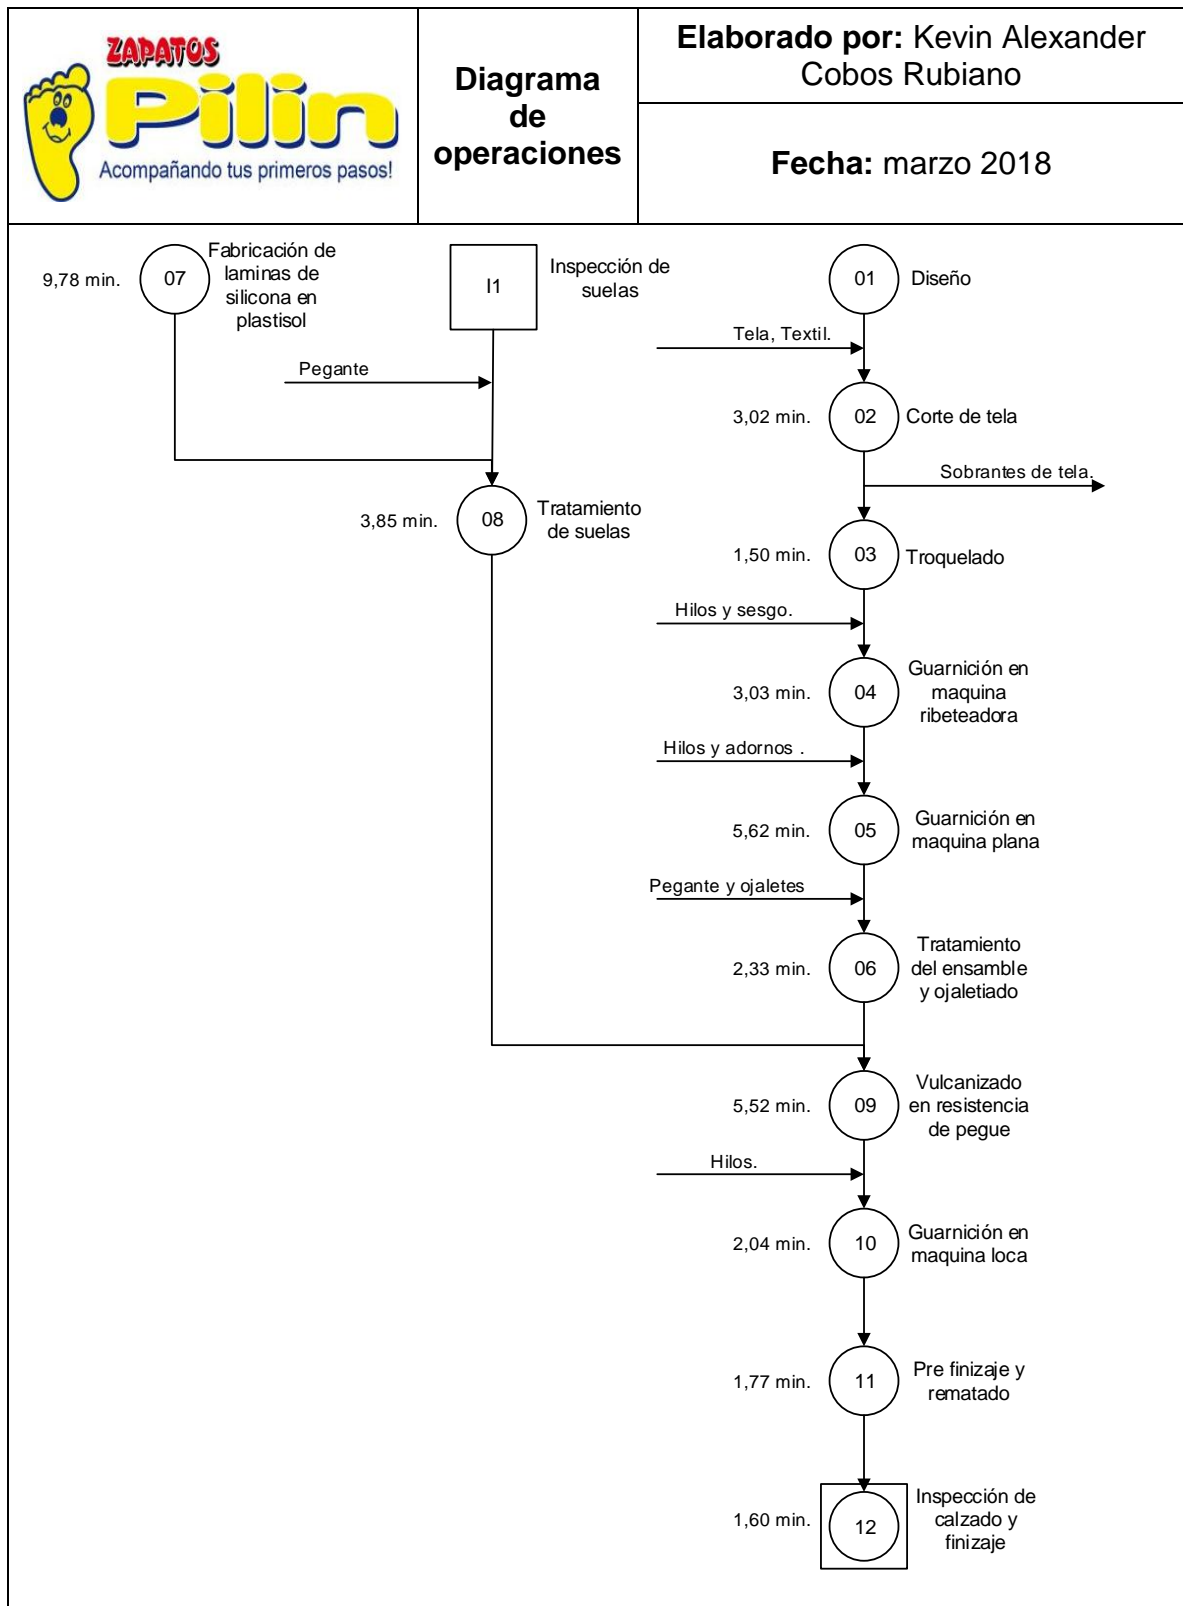 ZAPATOS
Pilin
Acompañando tus primeros pasos!
Diagrama
de
operaciones
Elaborado por: Kevin Alexander
Cobos Rubiano
Fecha: marzo 2018
9,78 min.
07
Fabricación de
laminas de
silicona en
plastisol
I1
Inspección de
suelas
01
Diseño
Tela, Textil.
Pegante
3,02 min.
02
Corte de tela
Sobrantes de tela.
3,85 min.
08
Tratamiento
de suelas
1,50 min.
03
Troquelado
Hilos y sesgo.
3,03 min.
04
Guarnición en
maquina
ribeteadora
Hilos y adornos .
5,62 min.
05
Guarnición en
maquina plana
Pegante y ojaletes
2,33 min.
06
Tratamiento
del ensamble
y ojaletiado
5,52 min.
09
Vulcanizado
en resistencia
de pegue
Hilos.
2,04 min.
10
Guarnición en
maquina loca
1,77 min.
11
Pre finizaje y
rematado
1,60 min.
12
Inspección de
calzado y
finizaje